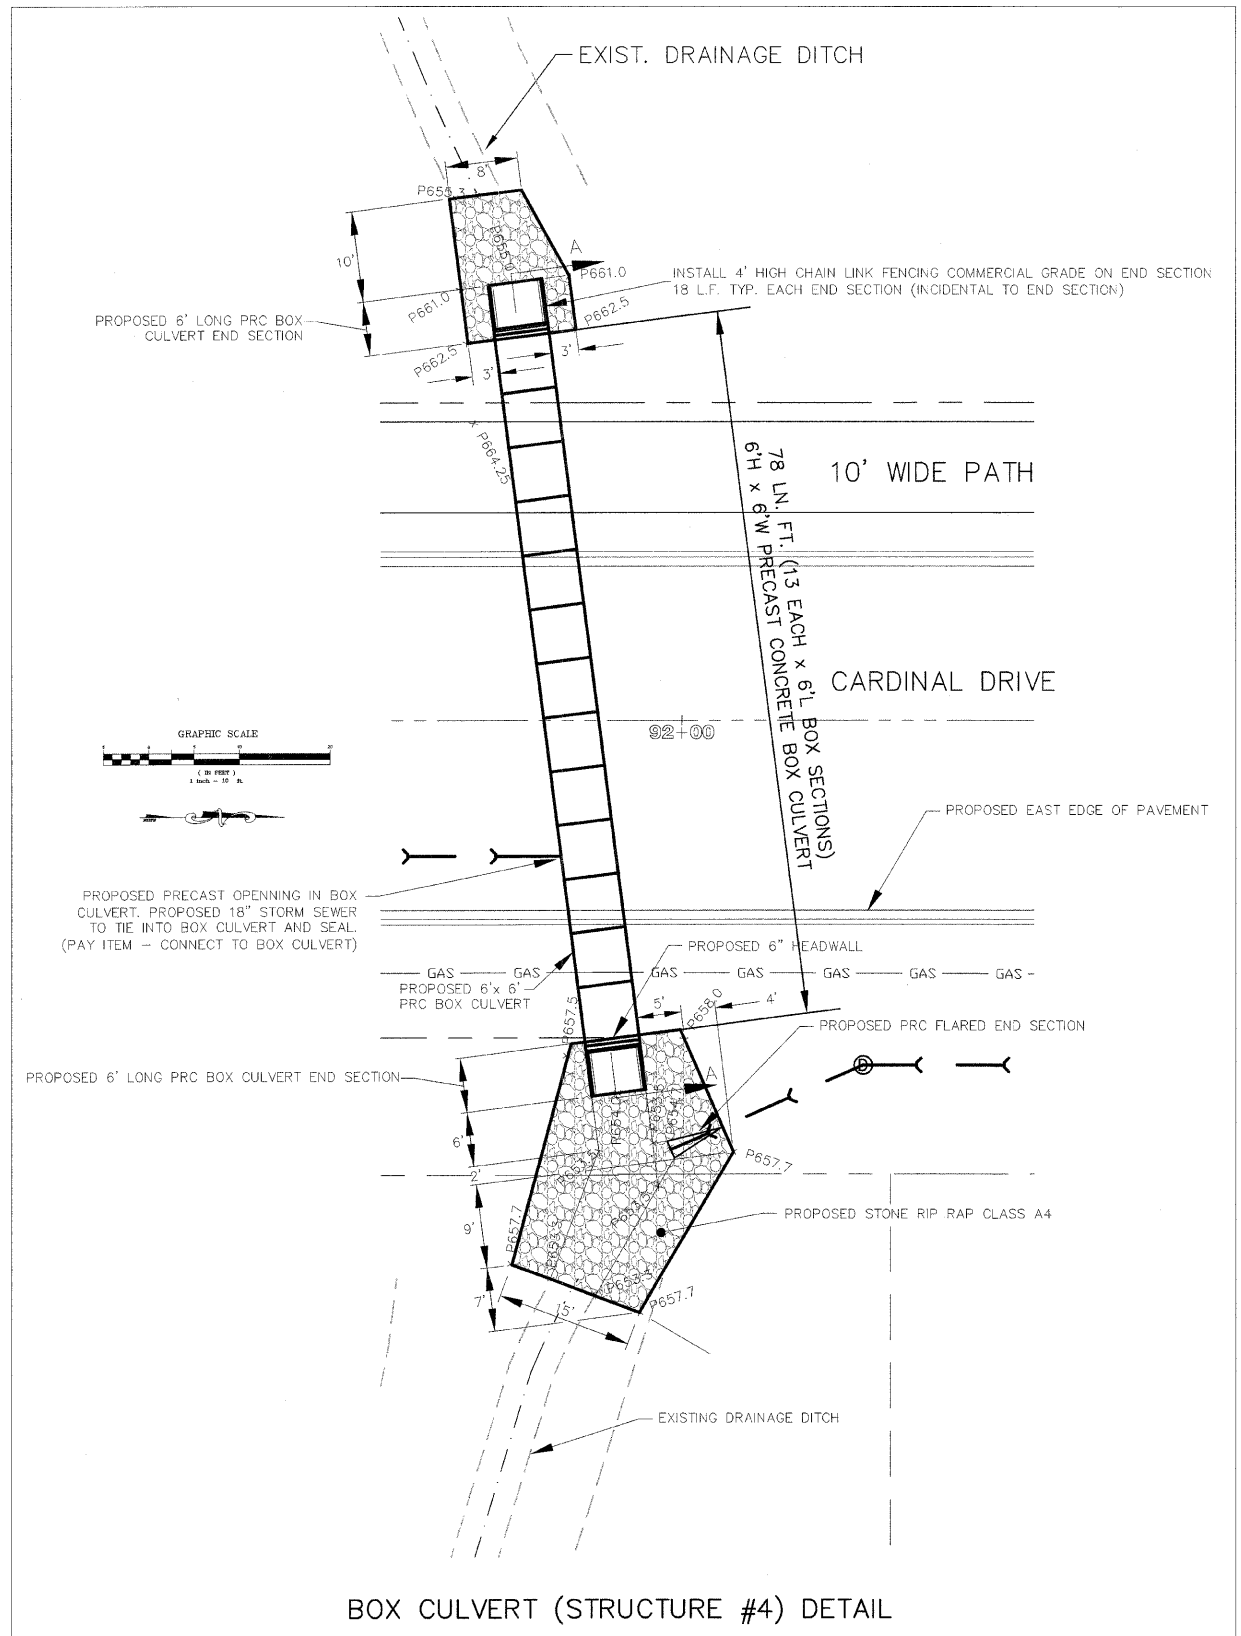 EXIST. DRAINAGE DITCH
8'
P655.3
P655.0
10'
A
P661.0
INSTALL 4' HIGH CHAIN LINK FENCING COMMERCIAL GRADE ON END SECTION
18 L.F. TYP. EACH END SECTION (INCIDENTAL TO END SECTION)
P661.0
P662.5
PROPOSED 6' LONG PRC BOX
CULVERT END SECTION
P662.5
3'
3'
P664.25
10' WIDE PATH
78 LN. FT. (13 EACH x 6'L BOX SECTIONS)
6'H x 6'W PRECAST CONCRETE BOX CULVERT
CARDINAL DRIVE
92+00
GRAPHIC SCALE
( IN FEET )
1 inch = 10 ft.
PROPOSED EAST EDGE OF PAVEMENT
PROPOSED PRECAST OPENNING IN BOX
CULVERT. PROPOSED 18" STORM SEWER
TO TIE INTO BOX CULVERT AND SEAL.
(PAY ITEM - CONNECT TO BOX CULVERT)
PROPOSED 6" HEADWALL
GAS GAS GAS GAS GAS GAS GAS
PROPOSED 6'x 6'
PRC BOX CULVERT
P657.5
5'
P658.0
4'
PROPOSED PRC FLARED END SECTION
D
PROPOSED 6' LONG PRC BOX CULVERT END SECTION
A
6'
P653.5
P657.7
2'
PROPOSED STONE RIP RAP CLASS A4
9'
P657.7
P653.5
P653.5
7'
15'
P657.7
EXISTING DRAINAGE DITCH
BOX CULVERT (STRUCTURE #4) DETAIL